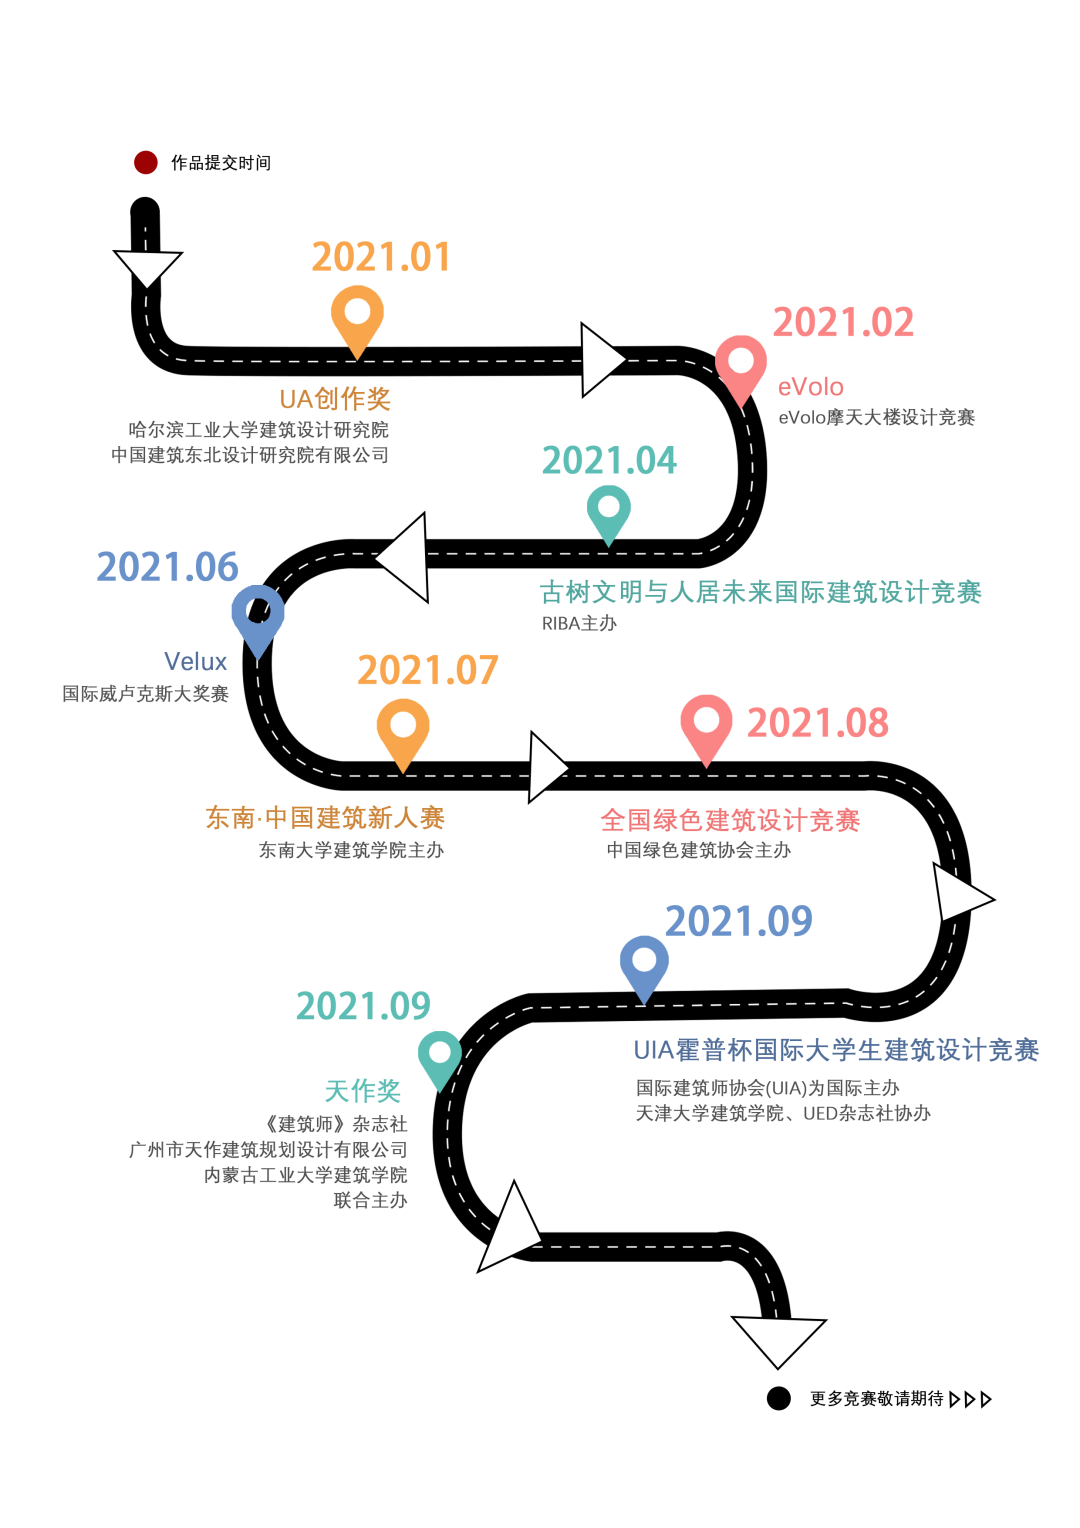 作品提交时间
2021.01
UA创作奖
哈尔滨工业大学建筑设计研究院
中国建筑东北设计研究院有限公司
2021.02
eVolo
eVolo摩天大楼设计竞赛
2021.04
古树文明与人居未来国际建筑设计竞赛
RIBA主办
2021.06
Velux
国际威卢克斯大奖赛
2021.07
东南·中国建筑新人赛
东南大学建筑学院主办
2021.08
全国绿色建筑设计竞赛
中国绿色建筑协会主办
2021.09
UIA霍普杯国际大学生建筑设计竞赛
国际建筑师协会(UIA)为国际主办
天津大学建筑学院、UED杂志社协办
2021.09
天作奖
《建筑师》杂志社
广州市天作建筑规划设计有限公司
内蒙古工业大学建筑学院
联合主办
更多竞赛敬请期待